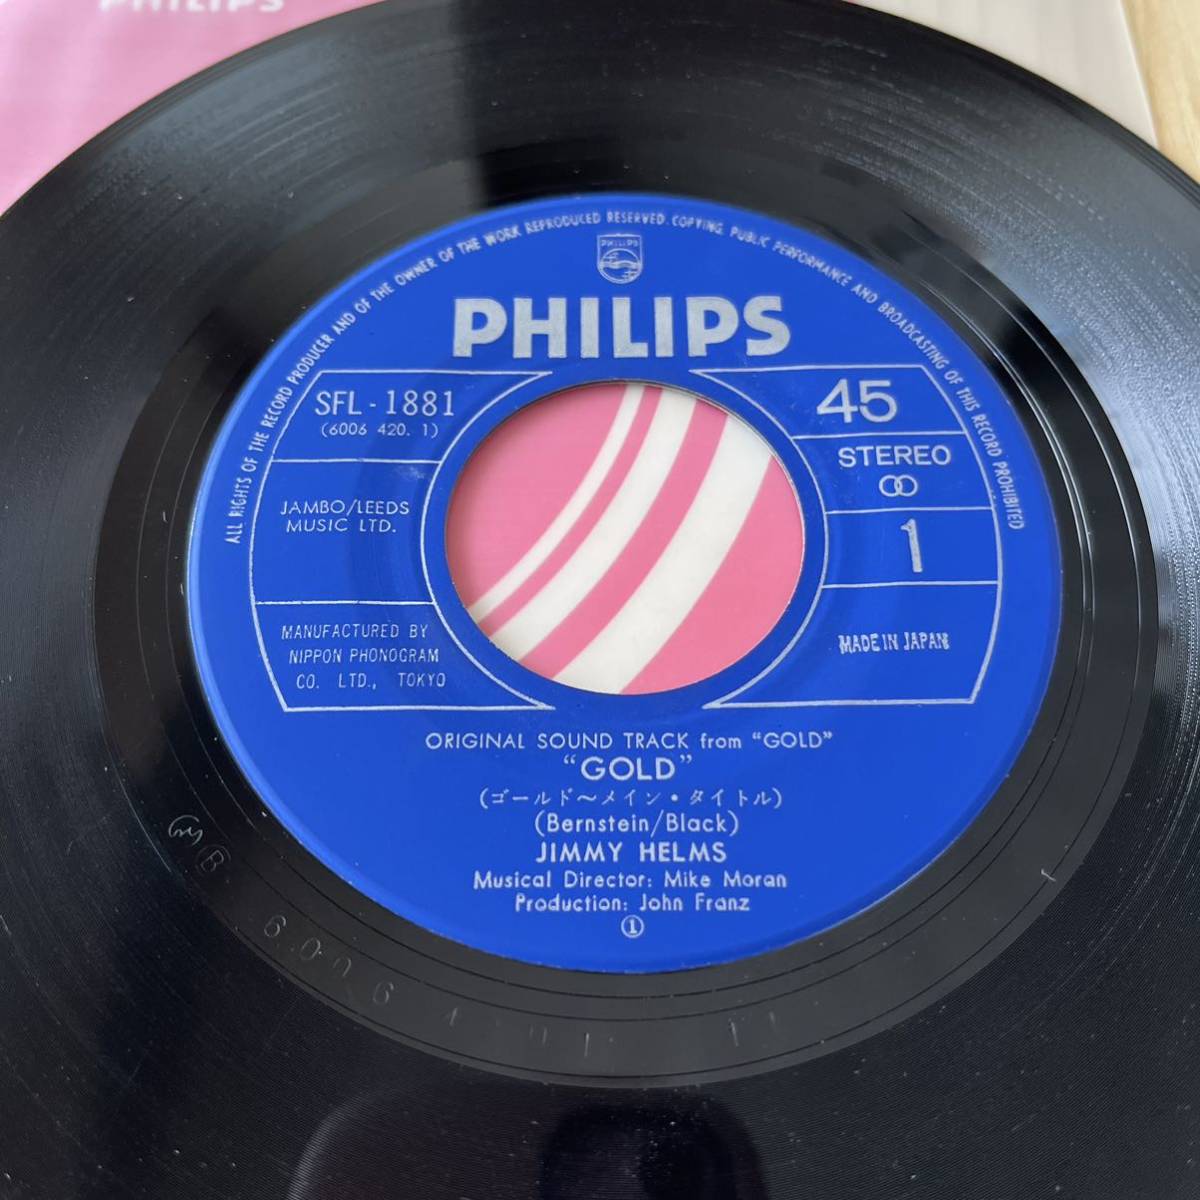 PHILIPS
ALL RIGHTS OF THE RECORD PRODUCER AND OF THE OWNER OF THE WORK REPRODUCED RESERVED. COPYING, PUBLIC PERFORMANCE AND BROADCASTING OF THIS RECORD PROHIBITED
PHILIPS
PHILIPS
SFL-1881
(6006 420. 1)
JAMBO/LEEDS
MUSIC LTD.
MANUFACTURED BY
NIPPON PHONOGRAM
CO. LTD., TOKYO
45
STEREO
1
MADE IN JAPAN
ORIGINAL SOUND TRACK from "GOLD"
"GOLD"
(ゴールド〜メイン・タイトル)
(Bernstein/Black)
JIMMY HELMS
Musical Director: Mike Moran
Production: John Franz
①